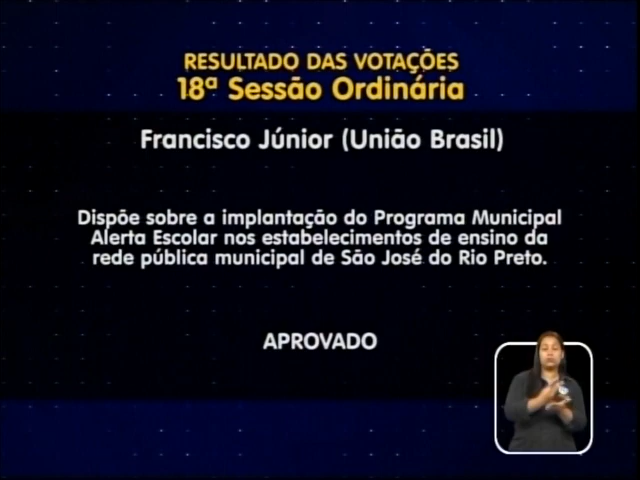 RESULTADO DAS VOTAÇÕES
18ª Sessão Ordinária
Francisco Júnior (União Brasil)
Dispõe sobre a implantação do Programa Municipal
Alerta Escolar nos estabelecimentos de ensino da
rede pública municipal de São José do Rio Preto.
APROVADO